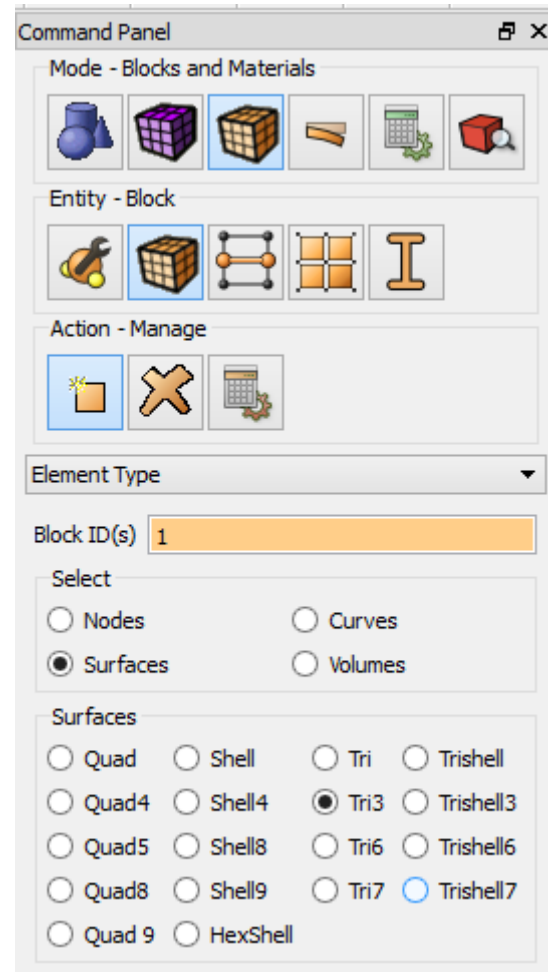 Command Panel
Mode - Blocks and Materials
Entity - Block
Action - Manage
Element Type
Block ID(s) 1
Select
Nodes Curves
Surfaces Volumes
Surfaces
Quad Shell Tri Trishell
Quad4 Shell4 Tri3 Trishell3
Quad5 Shell8 Tri6 Trishell6
Quad8 Shell9 Tri7 Trishell7
Quad 9 HexShell